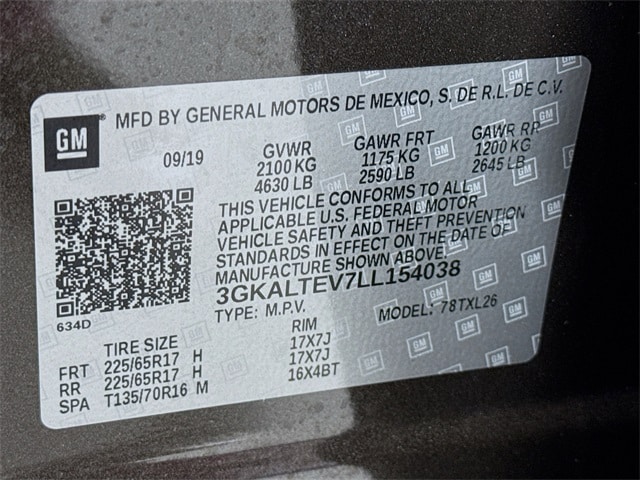 GM
MFD BY GENERAL MOTORS DE MEXICO, S. DE R.L. DE C.V.
09/19 GVWR GAWR FRT GAWR RR
2100 KG 1175 KG 1200 KG
4630 LB 2590 LB 2645 LB
THIS VEHICLE CONFORMS TO ALL
APPLICABLE U.S. FEDERAL MOTOR
VEHICLE SAFETY AND THEFT PREVENTION
STANDARDS IN EFFECT ON THE DATE OF
MANUFACTURE SHOWN ABOVE.
3GKALTEV7LL154038
TYPE: M.P.V. MODEL: 78TXL26
634D
TIRE SIZE RIM
FRT 225/65R17 H 17X7J
RR 225/65R17 H 17X7J
SPA T135/70R16 M 16X4BT